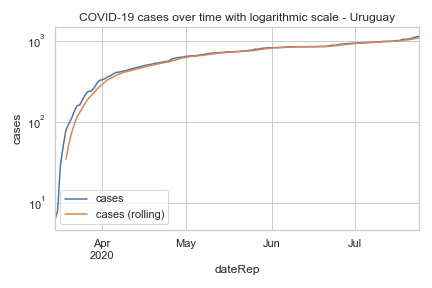 COVID-19 cases over time with logarithmic scale - Uruguay
10³
10²
10¹
cases
cases
cases (rolling)
Apr
2020
May
Jun
Jul
dateRep